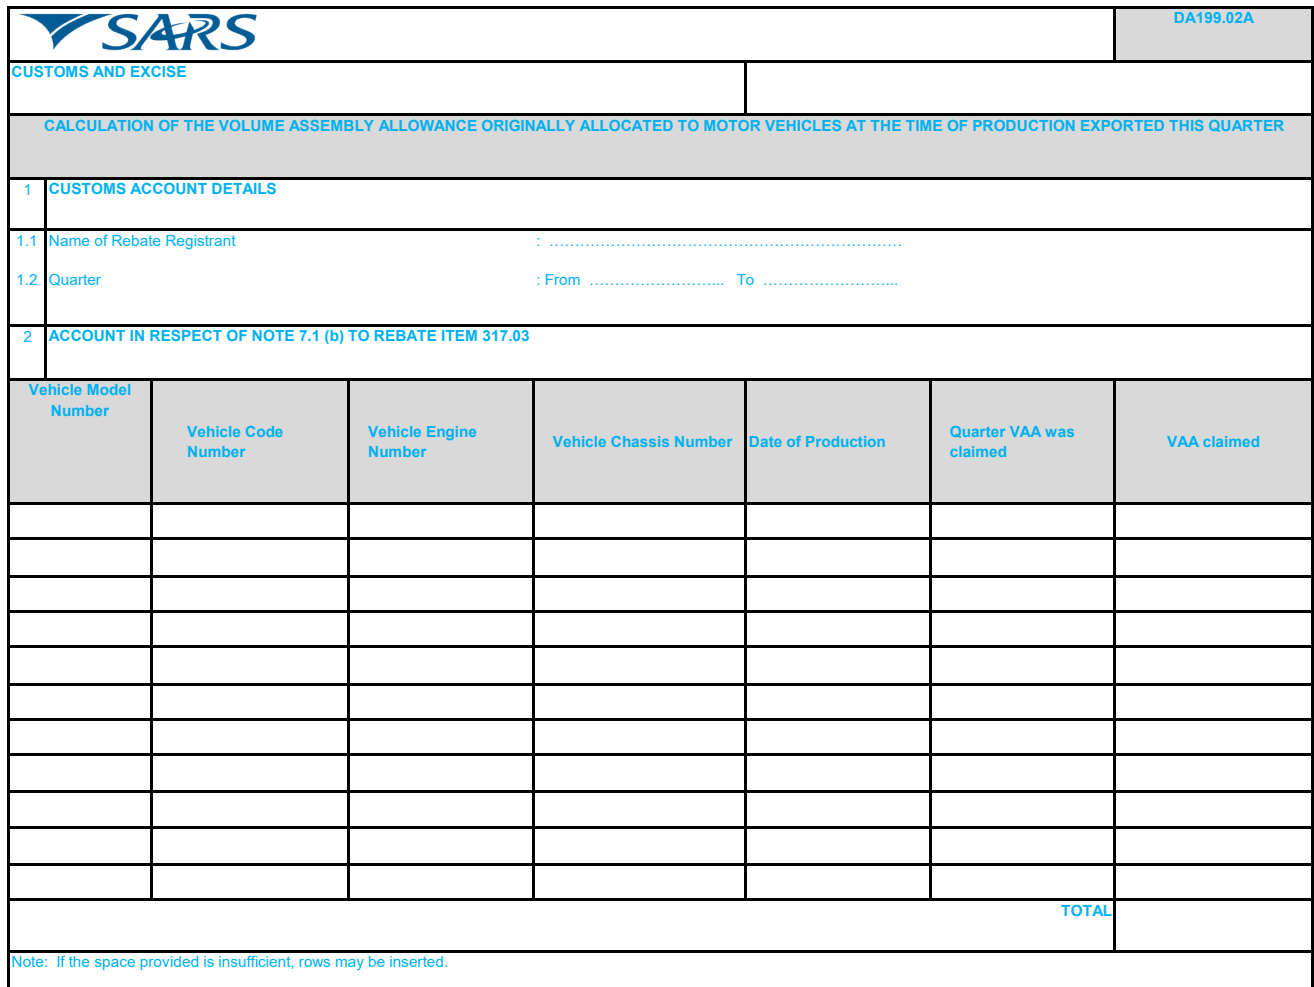 SARS
DA199.02A
CUSTOMS AND EXCISE
CALCULATION OF THE VOLUME ASSEMBLY ALLOWANCE ORIGINALLY ALLOCATED TO MOTOR VEHICLES AT THE TIME OF PRODUCTION EXPORTED THIS QUARTER
1 CUSTOMS ACCOUNT DETAILS
1.1 Name of Rebate Registrant : ……………………………………………………………
1.2 Quarter : From …………………….. To ……………………..
2 ACCOUNT IN RESPECT OF NOTE 7.1 (b) TO REBATE ITEM 317.03
Vehicle Model
Number
Vehicle Code
Number
Vehicle Engine
Number
Vehicle Chassis Number
Date of Production
Quarter VAA was
claimed
VAA claimed
TOTAL
Note: If the space provided is insufficient, rows may be inserted.